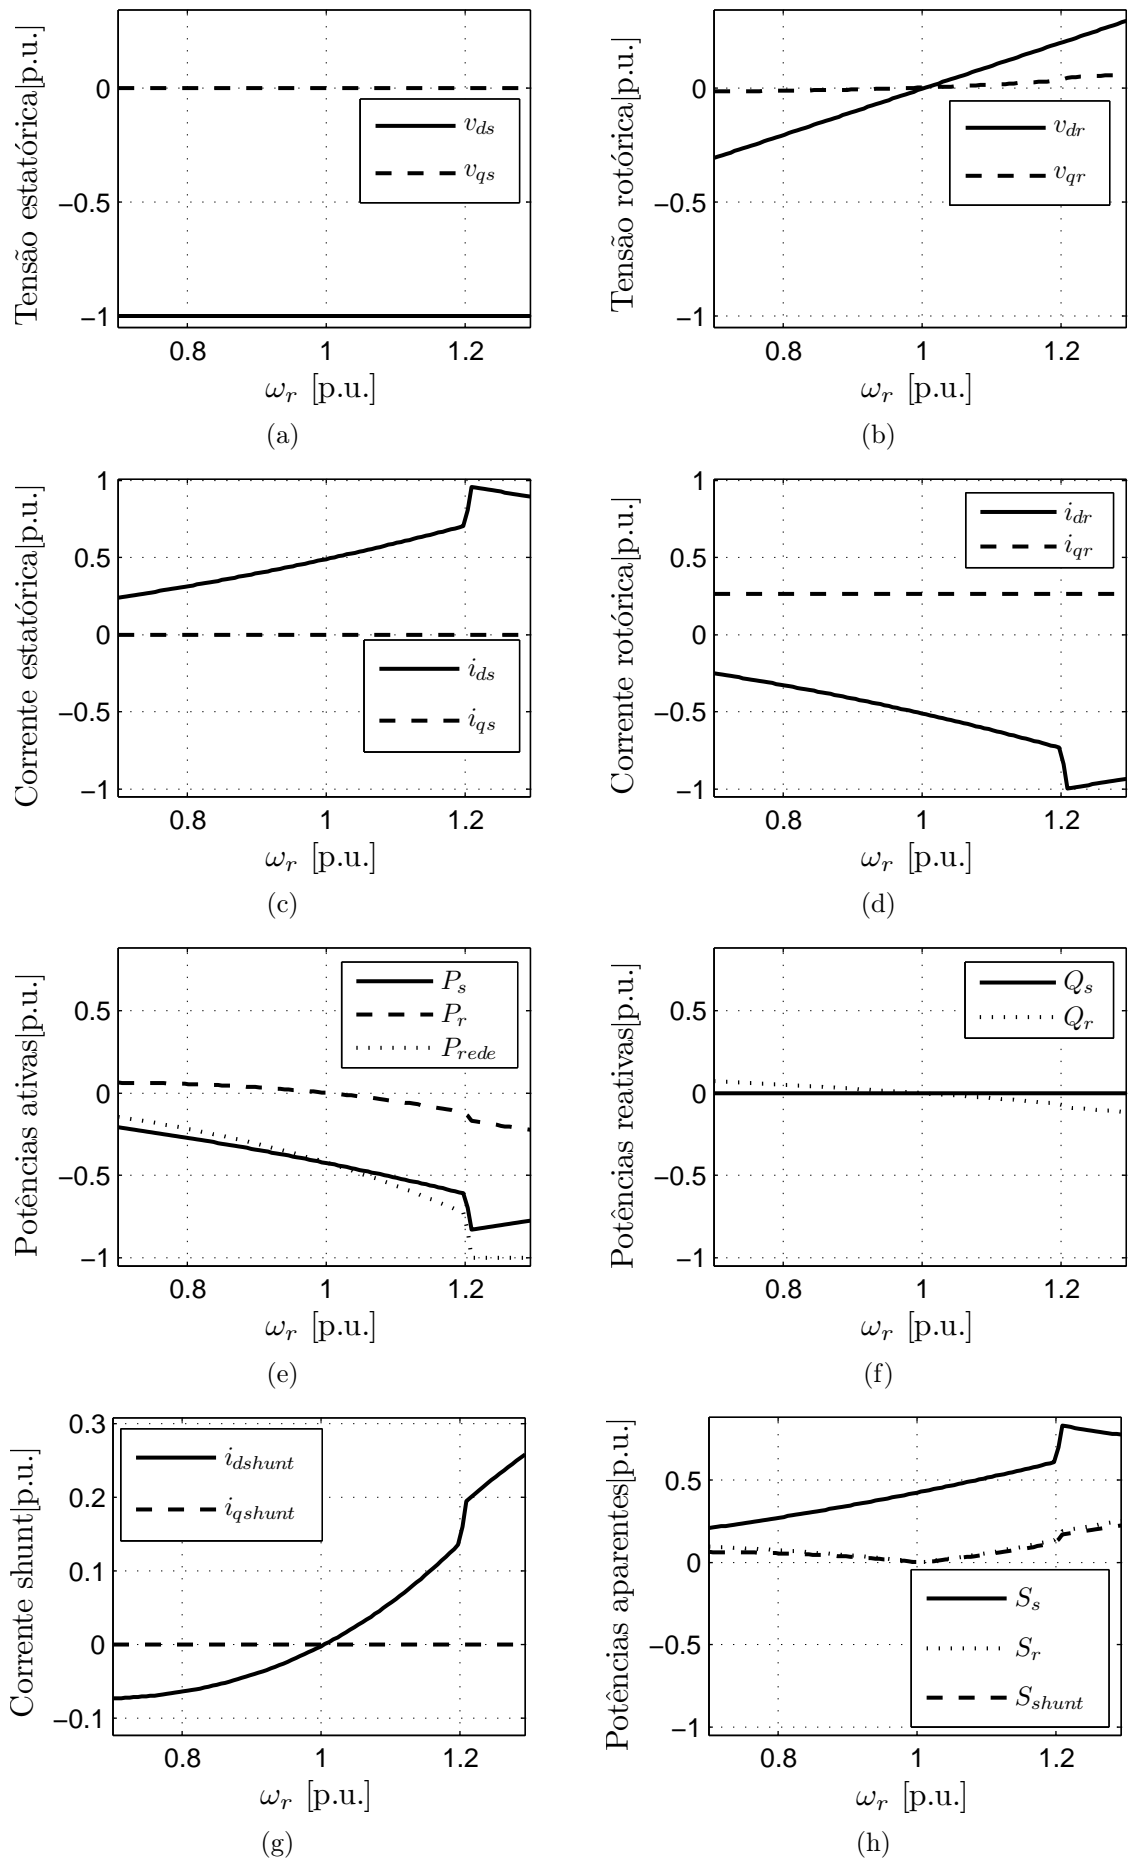 Tensão estatórica[p.u.]
0
−0.5
−1
v_ds
v_qs
0.8 1 1.2
ω_r [p.u.]
(a)
Tensão rotórica[p.u.]
0
−0.5
−1
v_dr
v_qr
0.8 1 1.2
ω_r [p.u.]
(b)
Corrente estatórica[p.u.]
1
0.5
0
−0.5
−1
i_ds
i_qs
0.8 1 1.2
ω_r [p.u.]
(c)
Corrente rotórica[p.u.]
1
0.5
0
−0.5
−1
i_dr
i_qr
0.8 1 1.2
ω_r [p.u.]
(d)
Potências ativas[p.u.]
0.5
0
−0.5
−1
P_s
P_r
P_rede
0.8 1 1.2
ω_r [p.u.]
(e)
Potências reativas[p.u.]
0.5
0
−0.5
−1
Q_s
Q_r
0.8 1 1.2
ω_r [p.u.]
(f)
Corrente shunt[p.u.]
0.3
0.2
0.1
0
−0.1
i_dshunt
i_qshunt
0.8 1 1.2
ω_r [p.u.]
(g)
Potências aparentes[p.u.]
0.5
0
−0.5
−1
S_s
S_r
S_shunt
0.8 1 1.2
ω_r [p.u.]
(h)